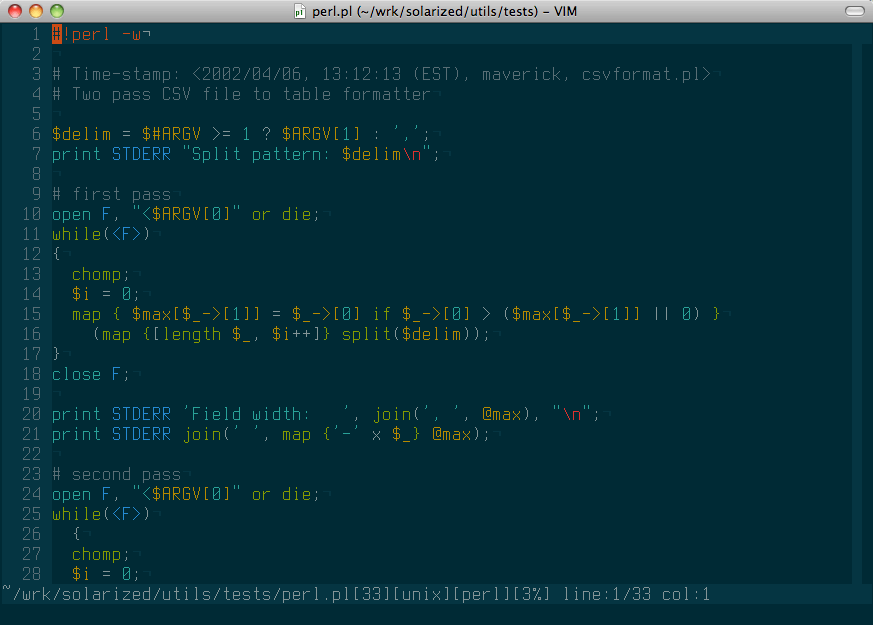 perl.pl (~/wrk/solarized/utils/tests) - VIM
1 #!perl -w¬
2 ¬
3 # Time-stamp: <2002/04/06, 13:12:13 (EST), maverick, csvformat.pl>¬
4 # Two pass CSV file to table formatter¬
5 ¬
6 $delim = $#ARGV >= 1 ? $ARGV[1] : ',';¬
7 print STDERR "Split pattern: $delim\n";¬
8 ¬
9 # first pass¬
10 open F, "<$ARGV[0]" or die;¬
11 while(<F>)¬
12 {¬
13   chomp;¬
14   $i = 0;¬
15   map { $max[$_->[1]] = $_->[0] if $_->[0] > ($max[$_->[1]] || 0) }¬
16     (map {[length $_, $i++]} split($delim));¬
17 }¬
18 close F;¬
19 ¬
20 print STDERR 'Field width:   ', join(', ', @max), "\n";¬
21 print STDERR join(' ', map {'-' x $_} @max);¬
22 ¬
23 # second pass¬
24 open F, "<$ARGV[0]" or die;¬
25 while(<F>)¬
26   {¬
27   chomp;¬
28   $i = 0;¬
~/wrk/solarized/utils/tests/perl.pl[33][unix][perl][3%] line:1/33 col:1